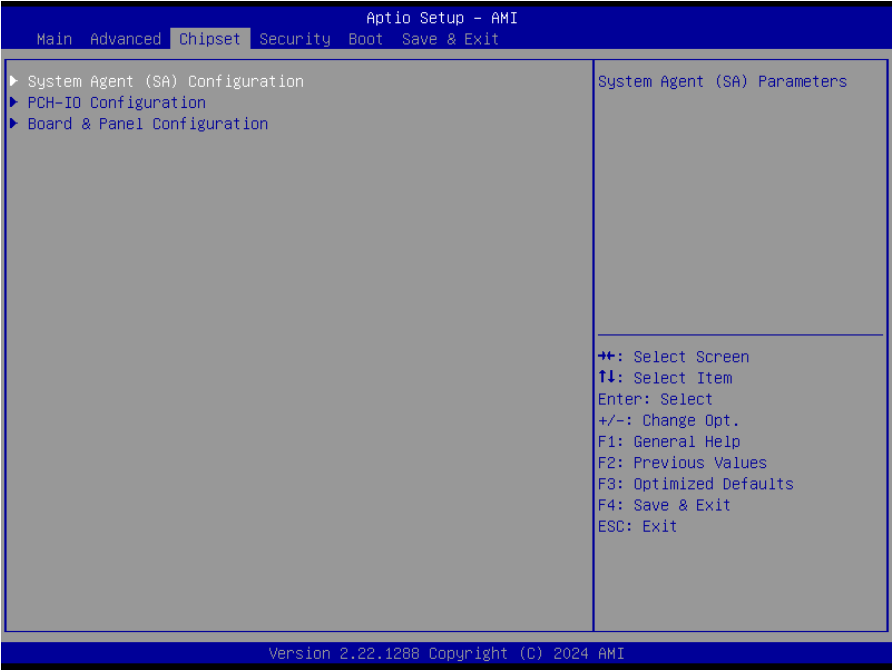 Aptio Setup – AMI
Main Advanced Chipset Security Boot Save & Exit
System Agent (SA) Configuration
PCH-IO Configuration
Board & Panel Configuration
System Agent (SA) Parameters
→←: Select Screen
↑↓: Select Item
Enter: Select
+/-: Change Opt.
F1: General Help
F2: Previous Values
F3: Optimized Defaults
F4: Save & Exit
ESC: Exit
Version 2.22.1288 Copyright (C) 2024 AMI